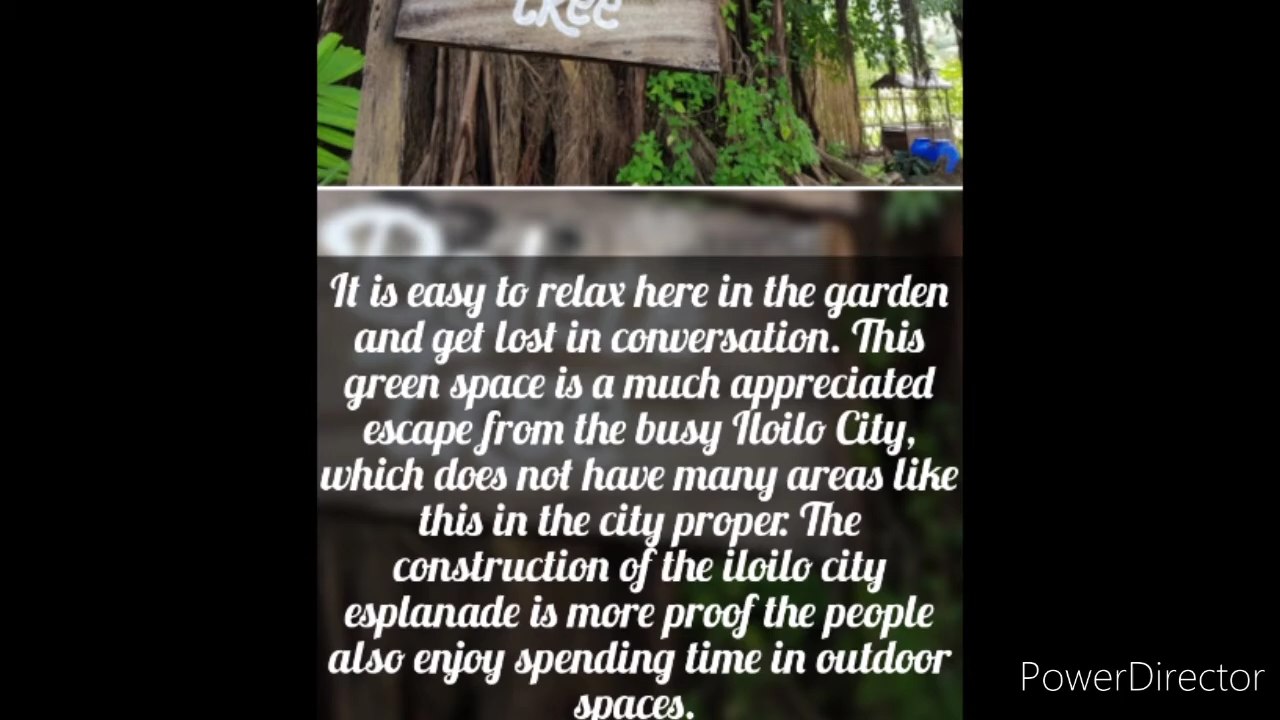 tree
It is easy to relax here in the garden
and get lost in conversation. This
green space is a much appreciated
escape from the busy Iloilo City,
which does not have many areas like
this in the city proper. The
construction of the iloilo city
esplanade is more proof the people
also enjoy spending time in outdoor
spaces.
PowerDirector